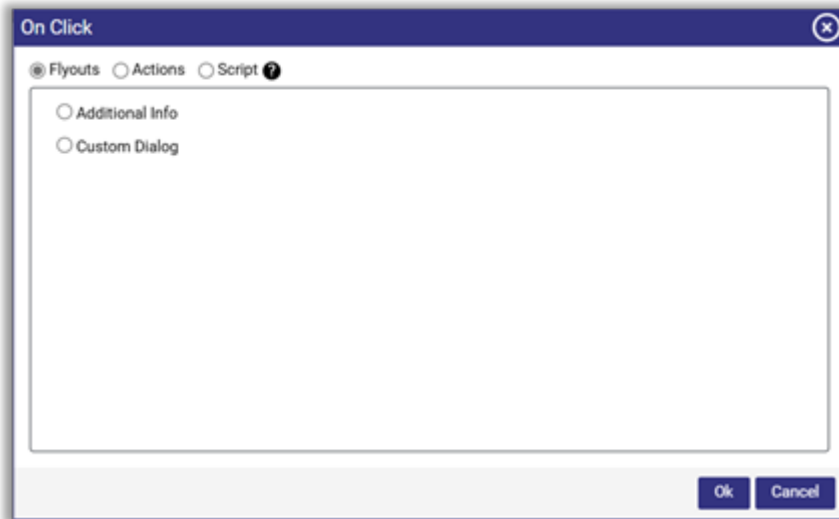 On Click
Flyouts Actions Script ?
Additional Info
Custom Dialog
Ok Cancel